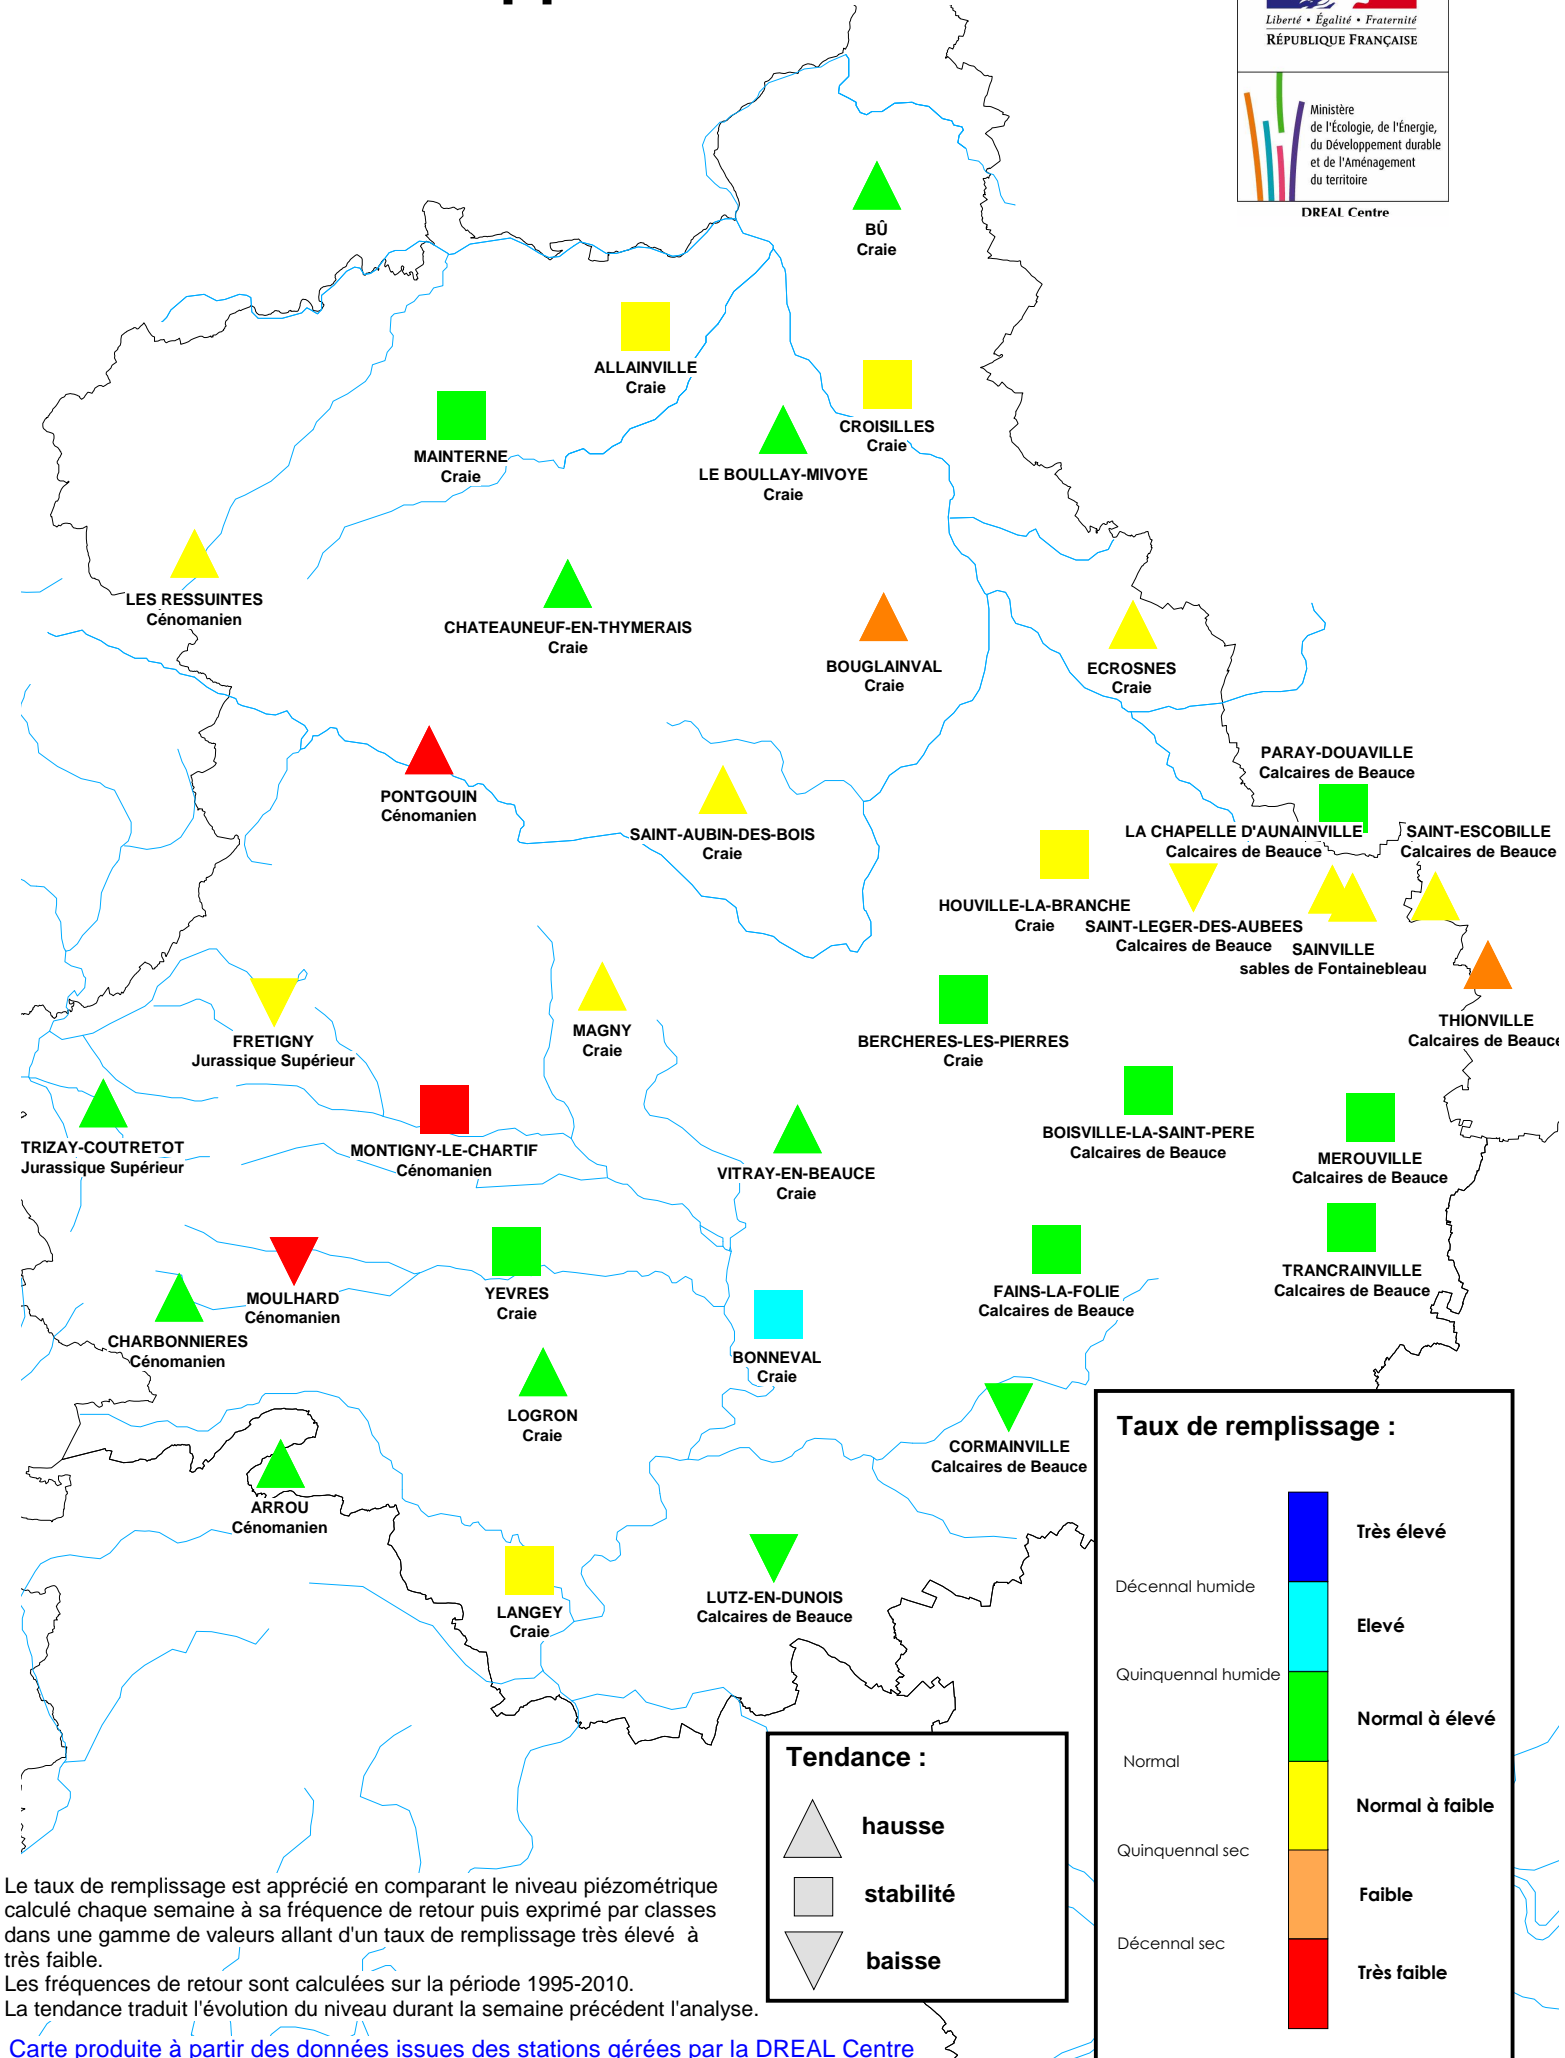 Liberté • Égalité • Fraternité
RÉPUBLIQUE FRANÇAISE
Ministère
de l'Écologie, de l'Énergie,
du Développement durable
et de l'Aménagement
du territoire
DREAL Centre
BÛ
Craie
ALLAINVILLE
Craie
CROISILLES
Craie
MAINTERNE
Craie
LE BOULLAY-MIVOYE
Craie
LES RESSUINTES
Cénomanien
CHATEAUNEUF-EN-THYMERAIS
Craie
BOUGLAINVAL
Craie
ECROSNES
Craie
PARAY-DOUAVILLE
Calcaires de Beauce
PONTGOUIN
Cénomanien
SAINT-AUBIN-DES-BOIS
Craie
LA CHAPELLE D'AUNAINVILLE
Calcaires de Beauce
SAINT-ESCOBILLE
Calcaires de Beauce
HOUVILLE-LA-BRANCHE
Craie
SAINT-LEGER-DES-AUBEES
Calcaires de Beauce
SAINVILLE
sables de Fontainebleau
THIONVILLE
Calcaires de Beauce
FRETIGNY
Jurassique Supérieur
MAGNY
Craie
BERCHERES-LES-PIERRES
Craie
TRIZAY-COUTRETOT
Jurassique Supérieur
MONTIGNY-LE-CHARTIF
Cénomanien
VITRAY-EN-BEAUCE
Craie
BOISVILLE-LA-SAINT-PERE
Calcaires de Beauce
MEROUVILLE
Calcaires de Beauce
MOULHARD
Cénomanien
YEVRES
Craie
FAINS-LA-FOLIE
Calcaires de Beauce
TRANCRAINVILLE
Calcaires de Beauce
CHARBONNIERES
Cénomanien
BONNEVAL
Craie
LOGRON
Craie
CORMAINVILLE
Calcaires de Beauce
ARROU
Cénomanien
LANGEY
Craie
LUTZ-EN-DUNOIS
Calcaires de Beauce
Taux de remplissage :
Très élevé
Décennal humide
Elevé
Quinquennal humide
Normal à élevé
Normal
Normal à faible
Quinquennal sec
Faible
Décennal sec
Très faible
Tendance :
hausse
stabilité
baisse
Le taux de remplissage est apprécié en comparant le niveau piézométrique
calculé chaque semaine à sa fréquence de retour puis exprimé par classes
dans une gamme de valeurs allant d'un taux de remplissage très élevé à
très faible.
Les fréquences de retour sont calculées sur la période 1995-2010.
La tendance traduit l'évolution du niveau durant la semaine précédent l'analyse.
Carte produite à partir des données issues des stations gérées par la DREAL Centre